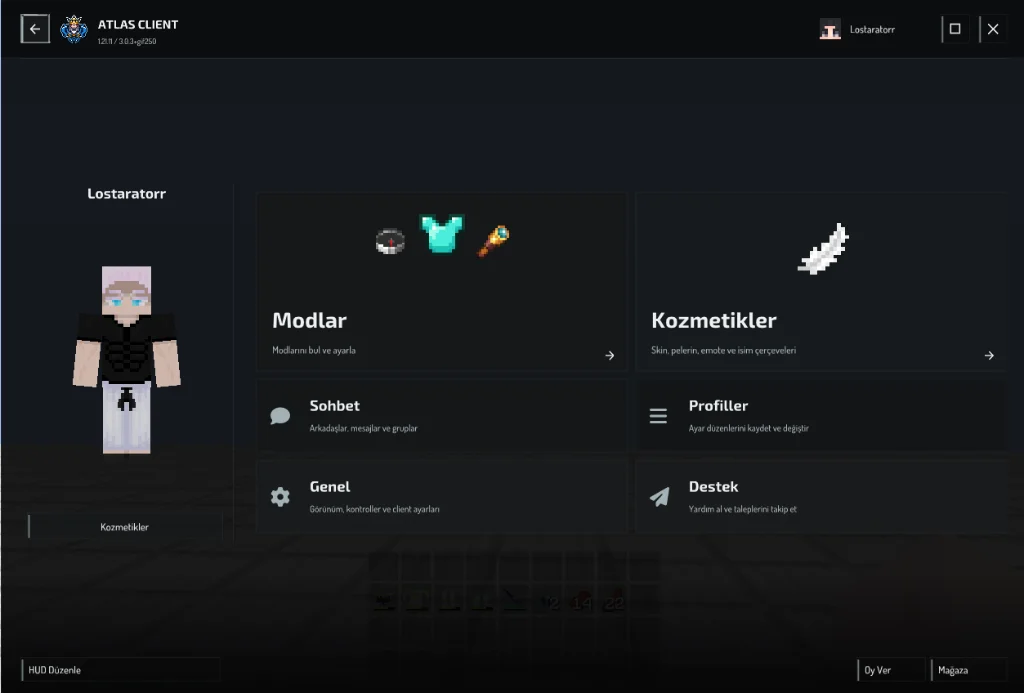 ATLAS CLIENT
Lostaratorr
Lostaratorr
Modlar
Modlarını bul ve ayarla
Kozmetikler
Skin, pelerin, emote ve isim çerçeveleri
Sohbet
Arkadaşlar, mesajlar ve gruplar
Profiller
Ayar düzenlerini kaydet ve değiştir
Genel
Görünüm, kontroller ve client ayarları
Destek
Yardım al ve taleplerini takip et
Kozmetikler
HUD Düzenle
Oy Ver
Mağaza